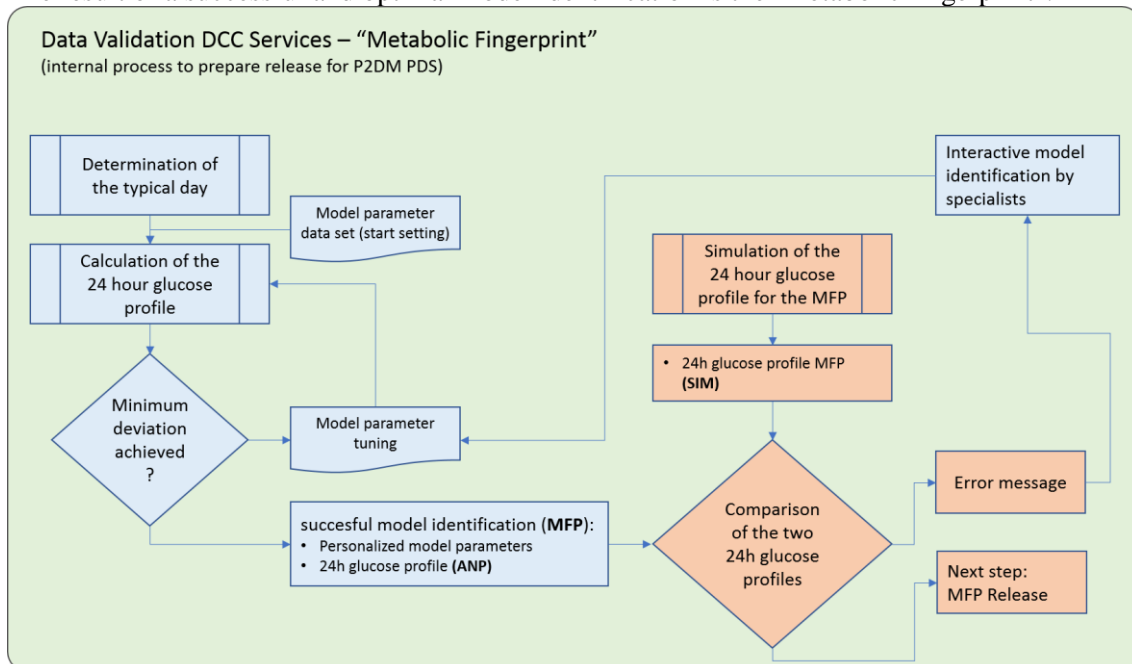 Data Validation DCC Services – “Metabolic Fingerprint”
(internal process to prepare release for P2DM PDS)
Determination of
the typical day
Model parameter
data set (start setting)
Calculation of the
24 hour glucose
profile
Minimum
deviation
achieved
?
Model parameter
tuning
succesful model identification (MFP):
• Personalized model parameters
• 24h glucose profile (ANP)
Simulation of the
24 hour glucose
profile for the MFP
• 24h glucose profile MFP
(SIM)
Comparison
of the two
24h glucose
profiles
Interactive model
identification by
specialists
Error message
Next step:
MFP Release